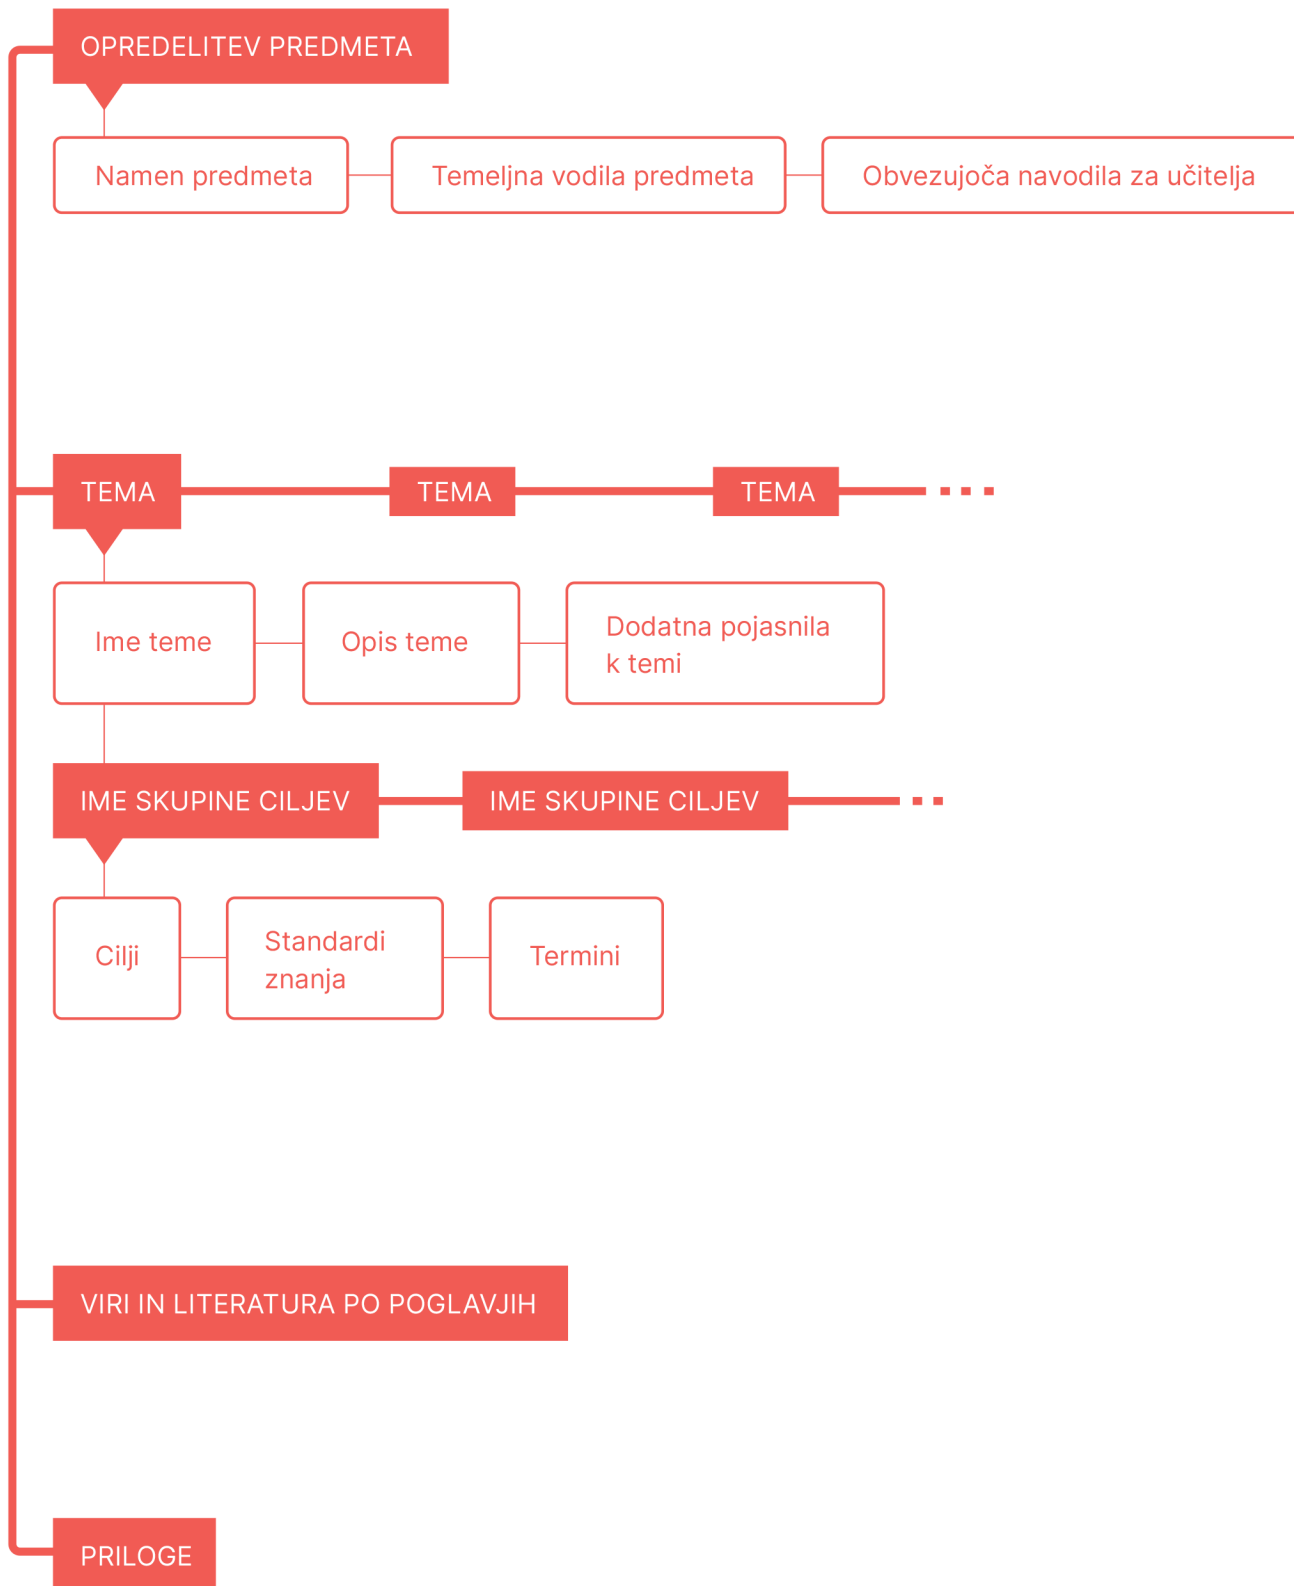 OPREDELITEV PREDMETA
Namen predmeta
Temeljna vodila predmeta
Obvezujoča navodila za učitelja
TEMA
TEMA
TEMA
Ime teme
Opis teme
Dodatna pojasnila
k temi
IME SKUPINE CILJEV
IME SKUPINE CILJEV
Cilji
Standardi
znanja
Termini
VIRI IN LITERATURA PO POGLAVJIH
PRILOGE